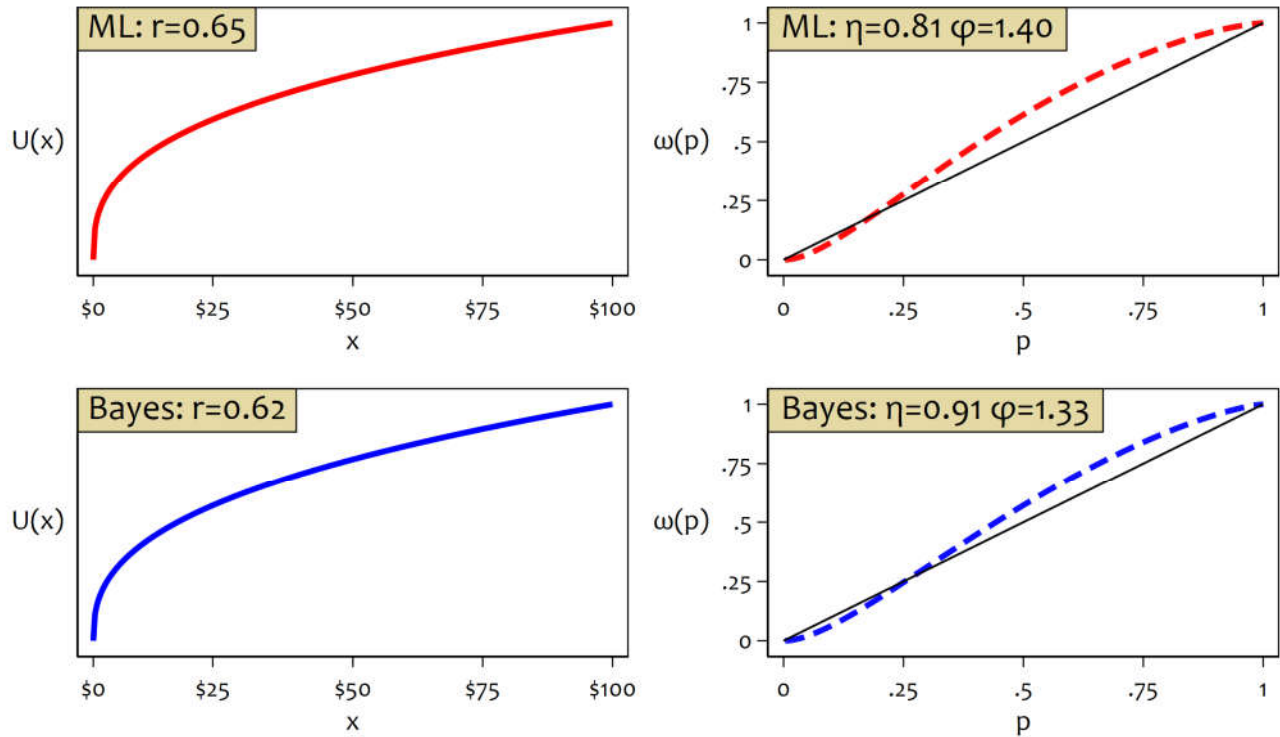 ML: r=0.65
U(x)
$0 $25 $50 $75 $100
x
ML: η=0.81 φ=1.40
1
.75
ω(p)
.5
.25
0
0 .25 .5 .75 1
p
Bayes: r=0.62
U(x)
$0 $25 $50 $75 $100
x
Bayes: η=0.91 φ=1.33
1
.75
ω(p)
.5
.25
0
0 .25 .5 .75 1
p